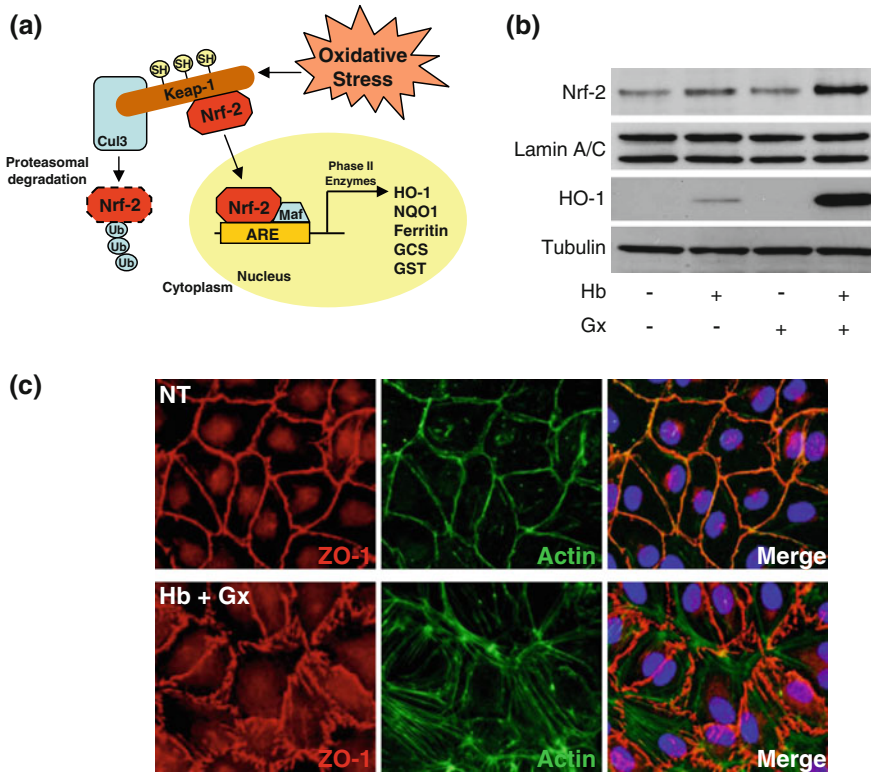 (a)
Oxidative
Stress
SH SH SH
Keap-1
Nrf-2
Cul3
Proteasomal
degradation
Nrf-2
Ub
Ub
Ub
Phase II
Enzymes
Nrf-2
Maf
ARE
HO-1
NQO1
Ferritin
GCS
GST
Nucleus
Cytoplasm
(b)
Nrf-2
Lamin A/C
HO-1
Tubulin
Hb - + - +
Gx - - + +
(c)
NT
ZO-1
Actin
Merge
Hb + Gx
ZO-1
Actin
Merge